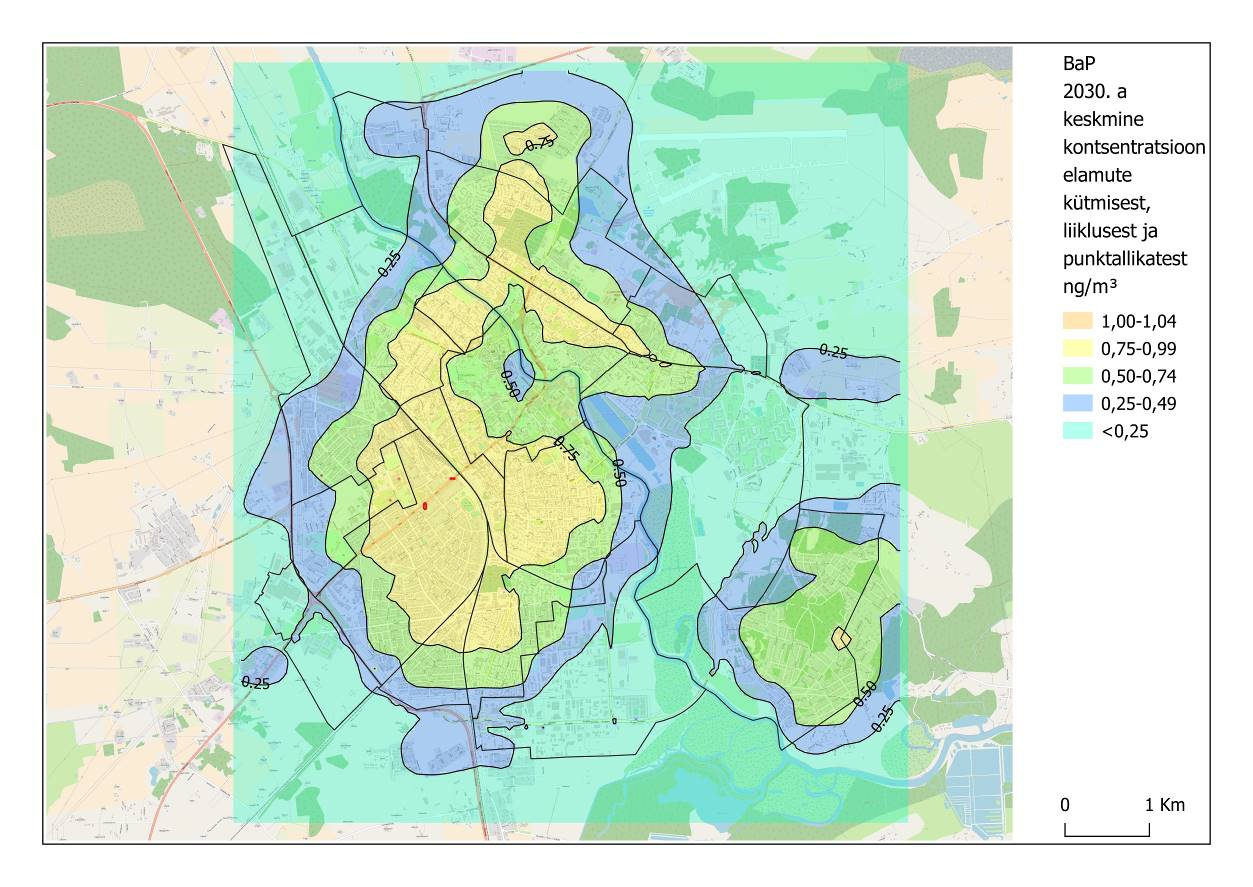 BaP
2030. a
keskmine
kontsentratsioon
elamute
kütmisest,
liiklusest ja
punktallikatest
ng/m³
1,00-1,04
0,75-0,99
0,50-0,74
0,25-0,49
<0,25
0.75
0.25
0.25
0.50
0.75
0.50
0.25
0.50
0.25
0 1 Km